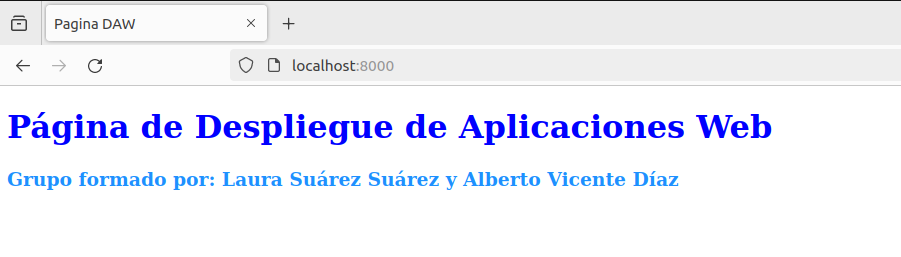 Pagina DAW
localhost:8000
Página de Despliegue de Aplicaciones Web
Grupo formado por: Laura Suárez Suárez y Alberto Vicente Díaz